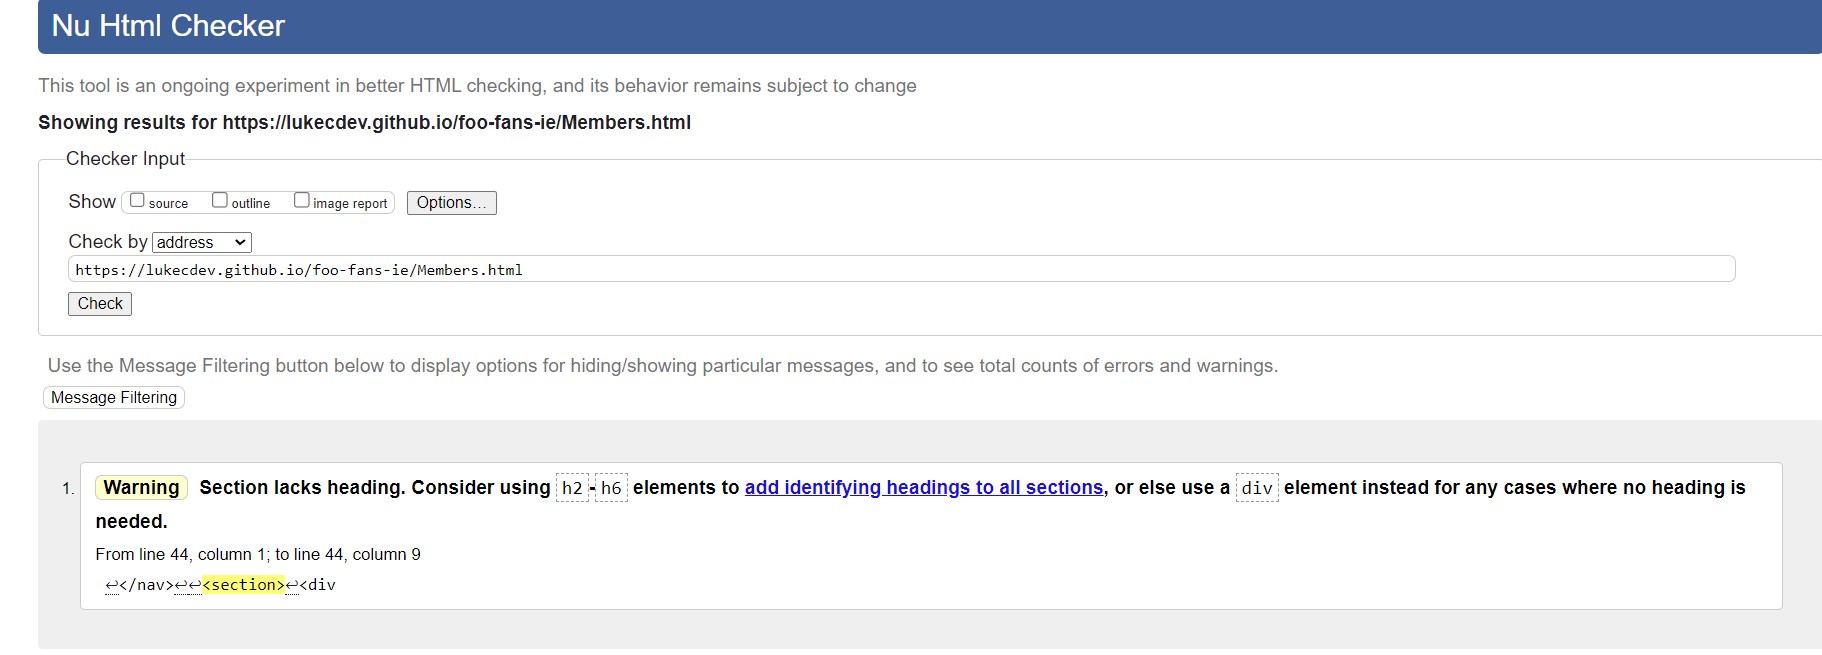 Nu Html Checker
This tool is an ongoing experiment in better HTML checking, and its behavior remains subject to change
Showing results for https://lukecdev.github.io/foo-fans-ie/Members.html
Checker Input
Show source outline image report Options...
Check by address
https://lukecdev.github.io/foo-fans-ie/Members.html
Check
Use the Message Filtering button below to display options for hiding/showing particular messages, and to see total counts of errors and warnings.
Message Filtering
1. Warning Section lacks heading. Consider using h2-h6 elements to add identifying headings to all sections, or else use a div element instead for any cases where no heading is
needed.
From line 44, column 1; to line 44, column 9
↩</nav>↩↩<section>↩<div